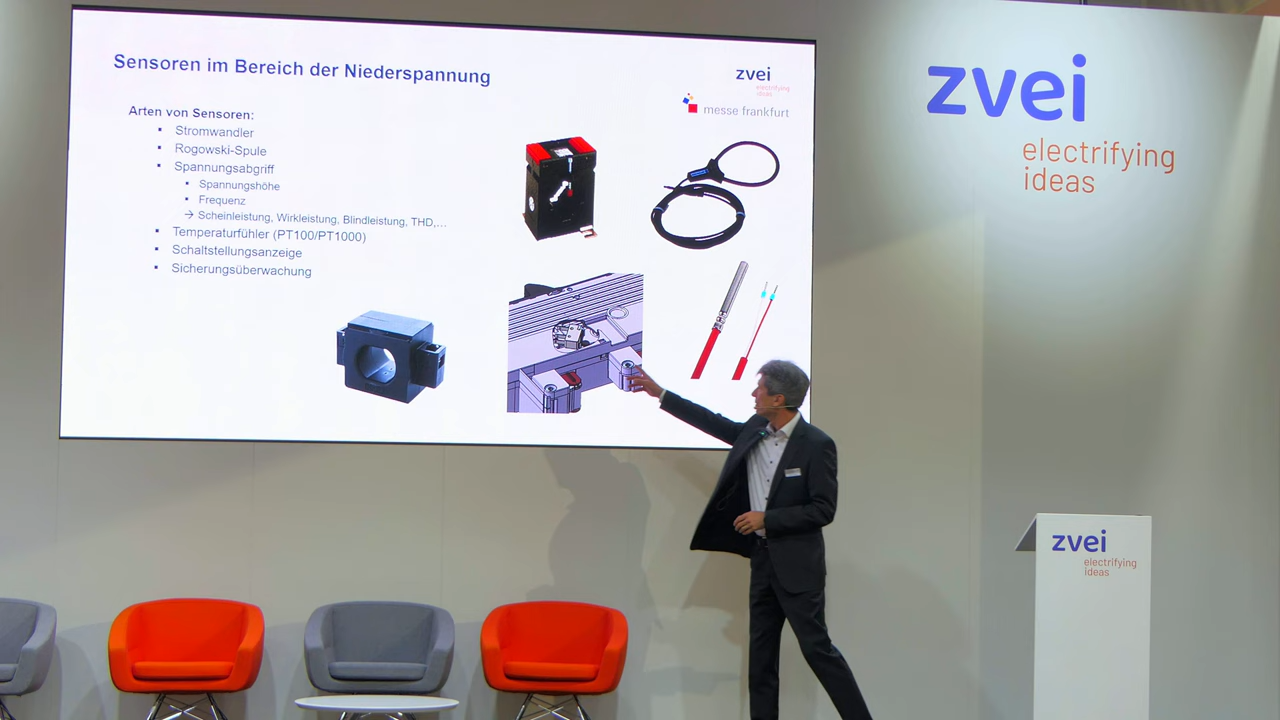 Sensoren im Bereich der Niederspannung
zvei
electrifying
ideas
messe frankfurt
Arten von Sensoren:
▪ Stromwandler
▪ Rogowski-Spule
▪ Spannungsabgriff
▪ Spannungshöhe
▪ Frequenz
→ Scheinleistung, Wirkleistung, Blindleistung, THD,...
▪ Temperaturfühler (PT100/PT1000)
▪ Schaltstellungsanzeige
▪ Sicherungsüberwachung
zvei
electrifying
ideas
zvei
electrifying
ideas